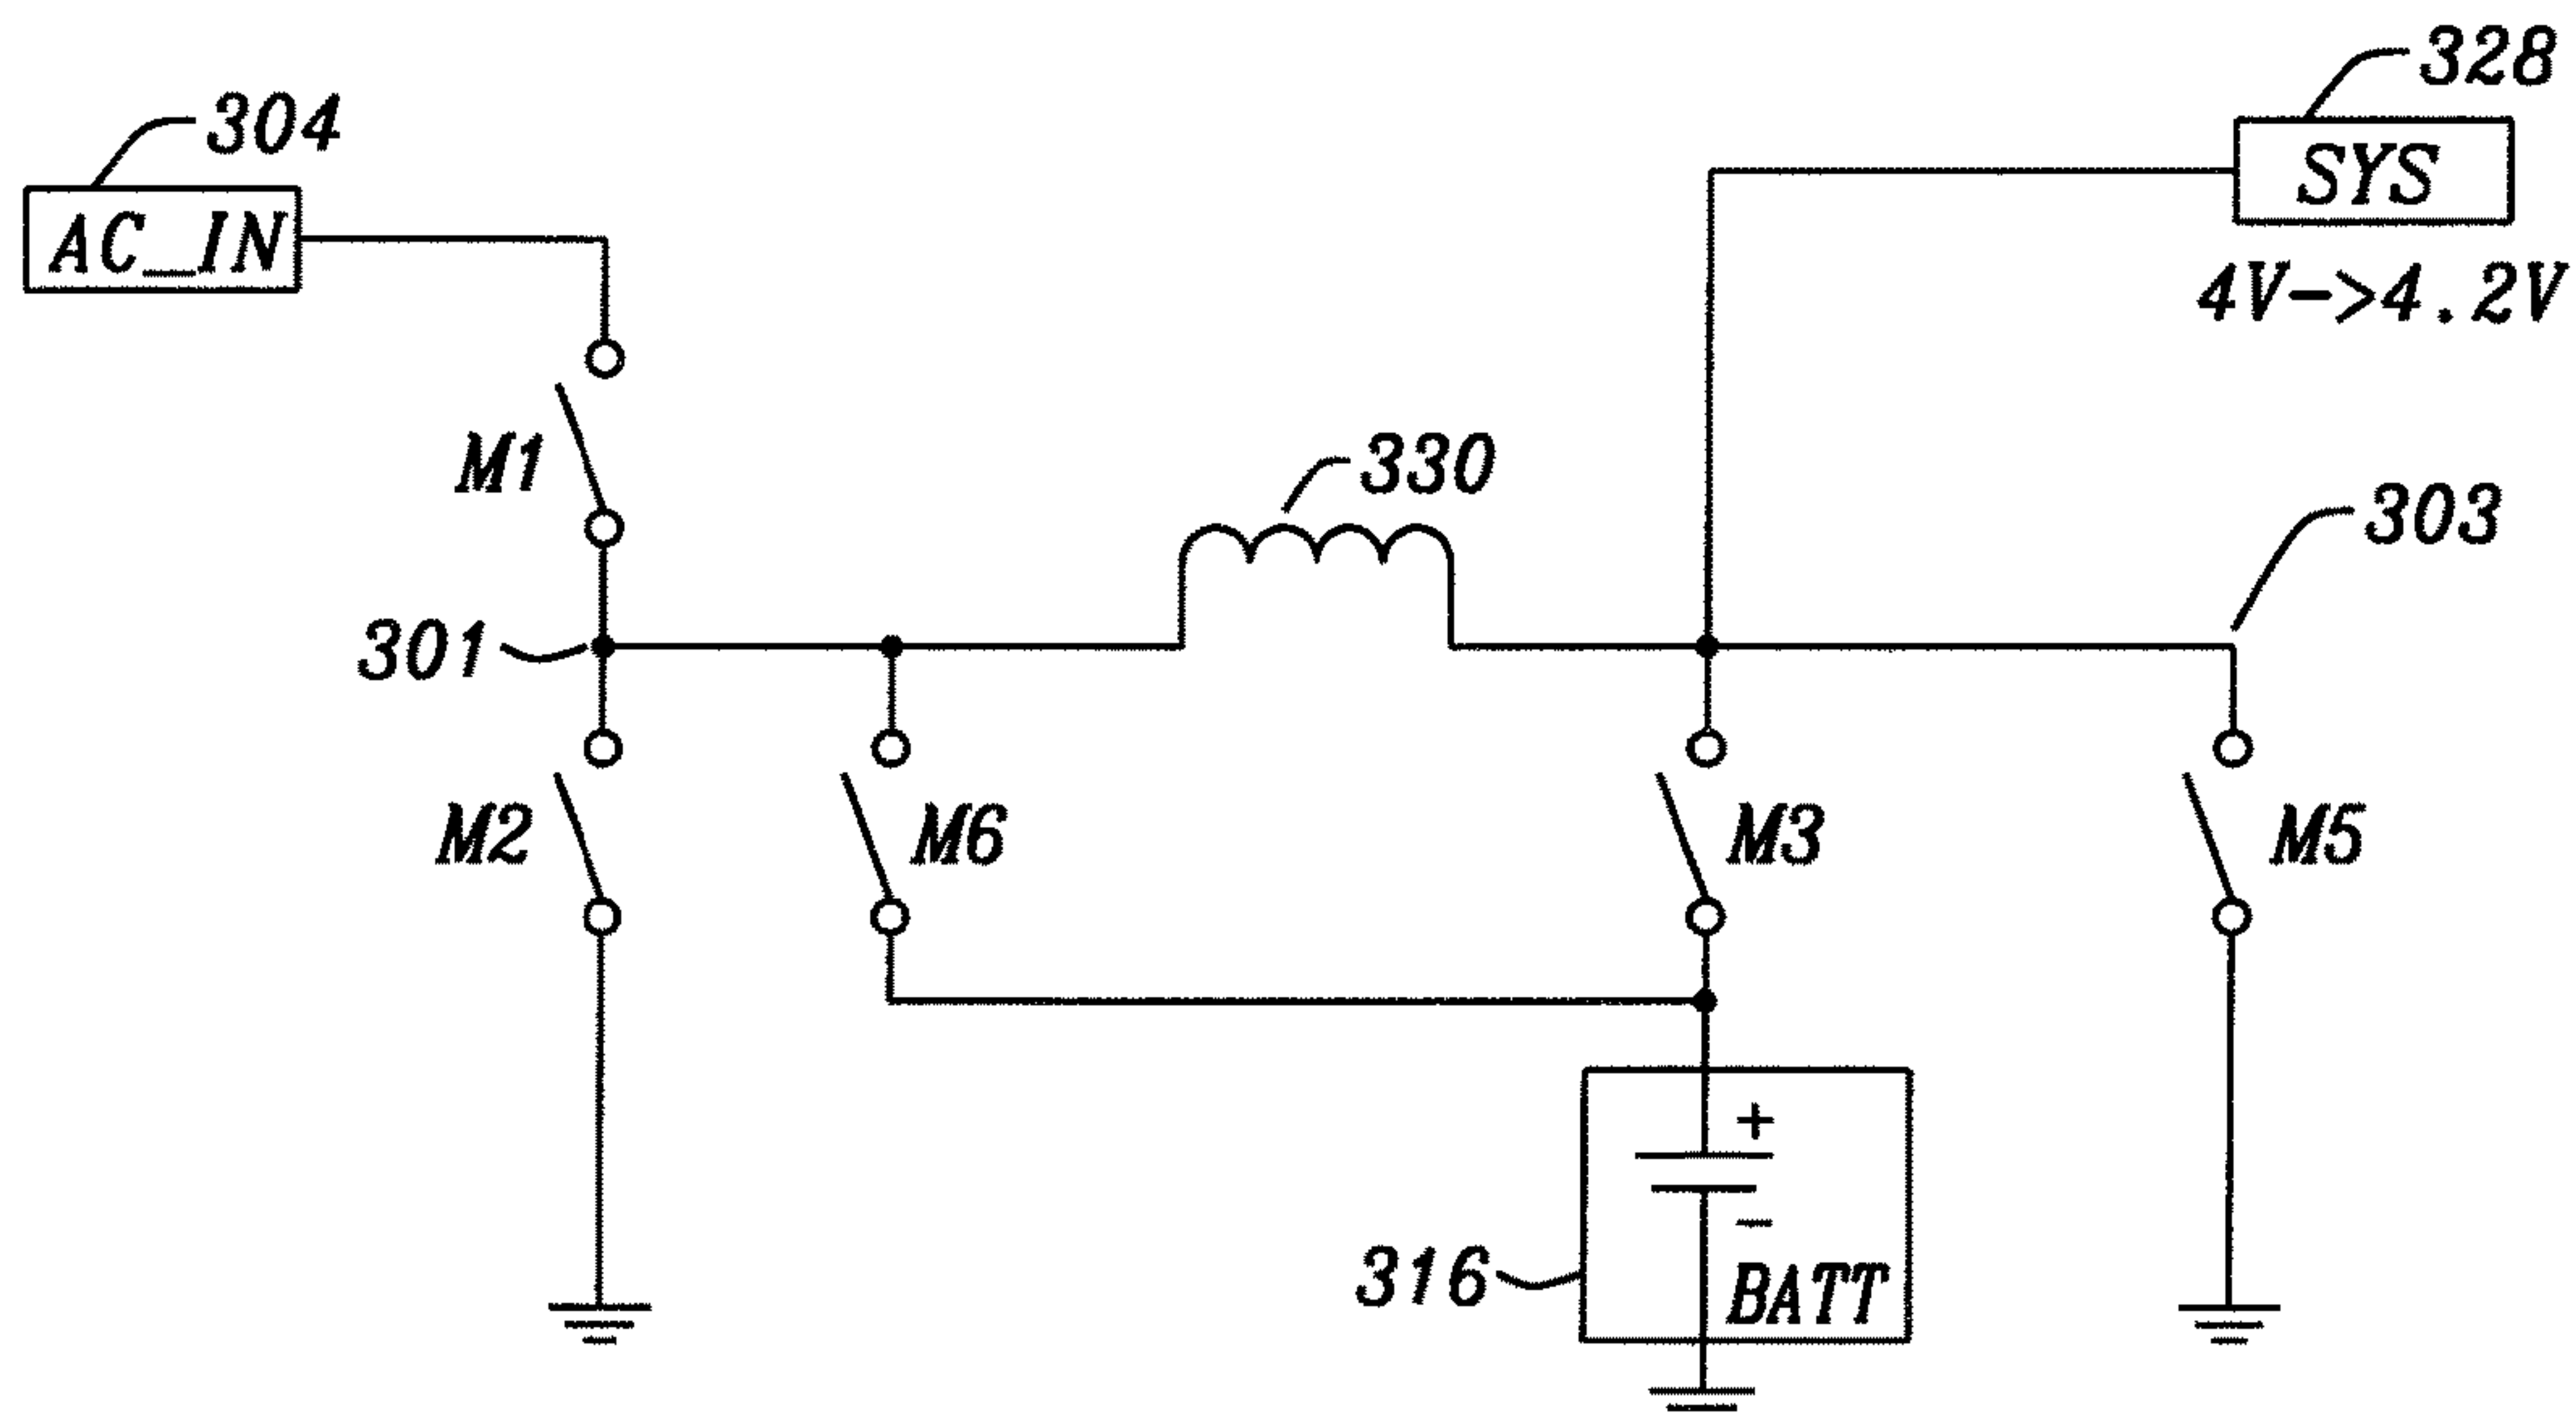 328
304
SYS
AC_IN
4V->4.2V
M1
330
303
301
M2
M6
M3
M5
+
-
316
BATT